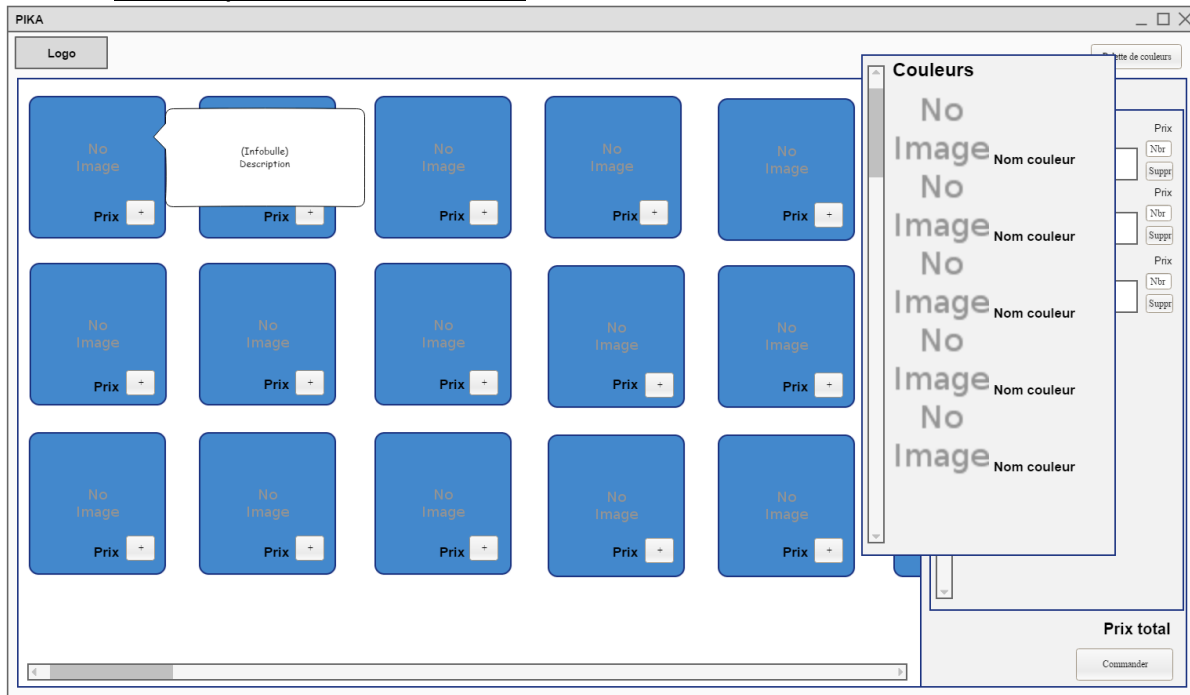 PIKA
Logo
Palette de couleurs
Couleurs
No
Image
Nom couleur
No
Image
Nom couleur
No
Image
Nom couleur
No
Image
Nom couleur
No
Image
Nom couleur
(Infobulle)
Description
No
Image
Prix +
Prix +
No
Image
Prix +
No
Image
Prix +
No
Image
Prix +
No
Image
Prix +
No
Image
Prix +
No
Image
Prix +
No
Image
Prix +
No
Image
Prix +
No
Image
Prix +
No
Image
Prix +
No
Image
Prix +
No
Image
Prix +
No
Image
Prix +
Prix
Nbr
Suppr
Prix
Nbr
Suppr
Prix
Nbr
Suppr
Prix total
Commander